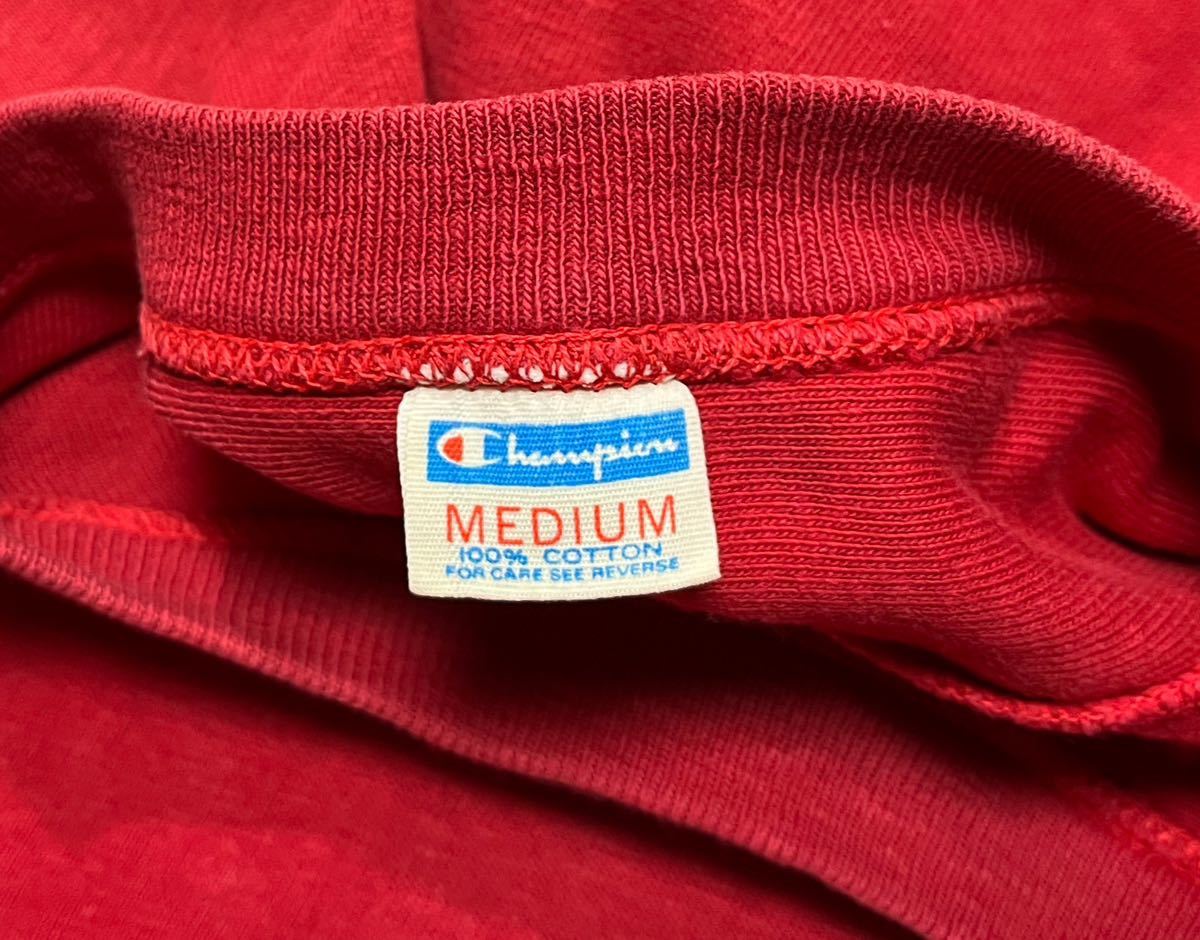 Champion
MEDIUM
100% COTTON
FOR CARE SEE REVERSE